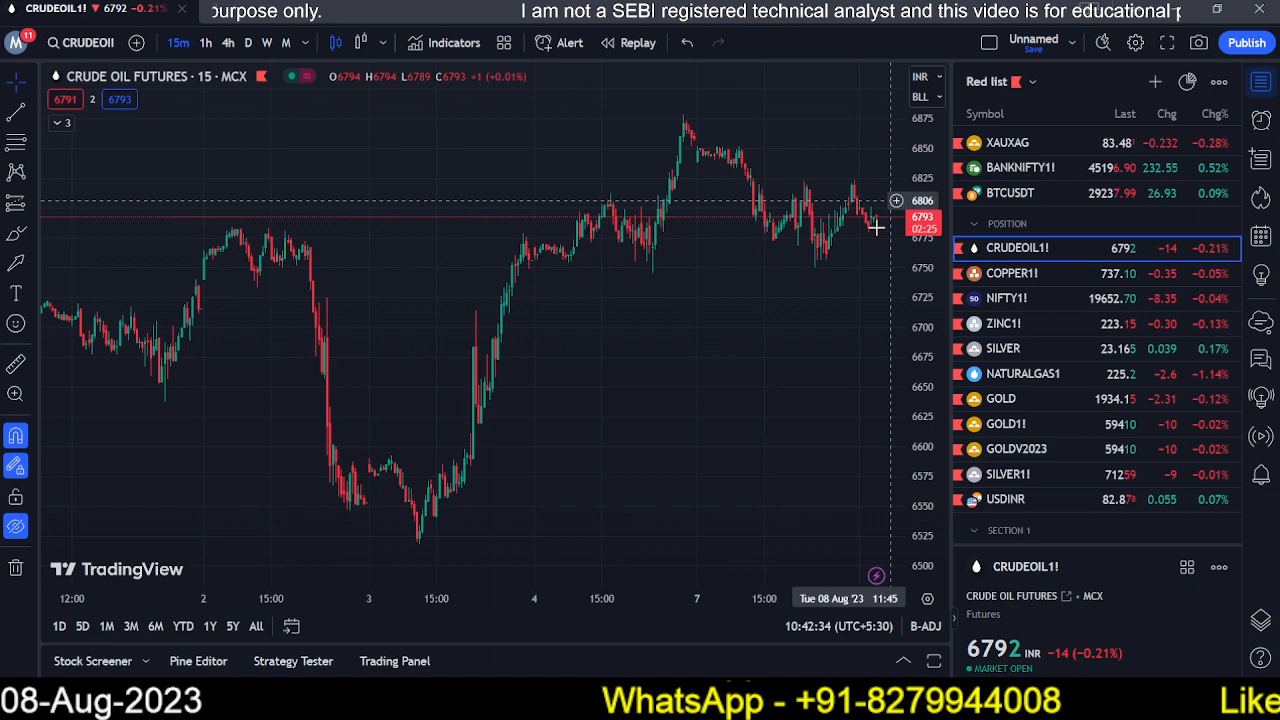 CRUDEOIL1! ▼ 6792 −0.21%
purpose only. I am not a SEBI registered technical analyst and this video is for educational
M 11 CRUDEOI 15m 1h 4h D W M Indicators Alert Replay Unnamed Save Publish
CRUDE OIL FUTURES · 15 · MCX O6794 H6794 L6789 C6793 +1 (+0.01%)
6791 2 6793
3
INR
BLL
6875
6850
6825
6806
6793
02:25
6775
6750
6725
6700
6675
6650
6625
6600
6575
6550
6525
6500
TradingView
12:00 2 15:00 3 15:00 4 15:00 7 15:00 Tue 08 Aug '23 11:45
1D 5D 1M 3M 6M YTD 1Y 5Y All 10:42:34 (UTC+5:30) B-ADJ
Stock Screener Pine Editor Strategy Tester Trading Panel
Red list
Symbol Last Chg Chg%
XAUXAG 83.48¹ −0.232 −0.28%
BANKNIFTY1! 45196.90 232.55 0.52%
BTCUSDT 29237.99 26.93 0.09%
POSITION
CRUDEOIL1! 6792 −14 −0.21%
COPPER1! 737.10 −0.35 −0.05%
50 NIFTY1! 19652.70 −8.35 −0.04%
ZINC1! 223.15 −0.30 −0.13%
SILVER 23.165 0.039 0.17%
NATURALGAS1 225.2 −2.6 −1.14%
GOLD 1934.15 −2.31 −0.12%
GOLD1! 59410 −10 −0.02%
GOLDV2023 59410 −10 −0.02%
SILVER1! 71259 −9 −0.01%
USDINR 82.87⁸ 0.055 0.07%
SECTION 1
CRUDEOIL1!
CRUDE OIL FUTURES • MCX
Futures
6792 INR −14 (−0.21%)
MARKET OPEN
08-Aug-2023 WhatsApp - +91-8279944008 Like